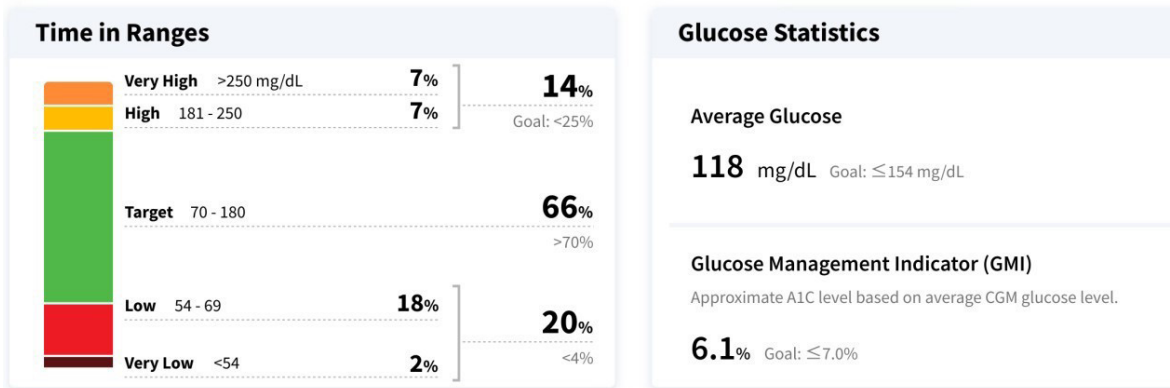 Time in Ranges
Very High >250 mg/dL 7%
14%
High 181 - 250 7%
Goal: <25%
Target 70 - 180 66%
>70%
Low 54 - 69 18%
20%
<4%
Very Low <54 2%
Glucose Statistics
Average Glucose
118 mg/dL Goal: ≤154 mg/dL
Glucose Management Indicator (GMI)
Approximate A1C level based on average CGM glucose level.
6.1% Goal: ≤7.0%